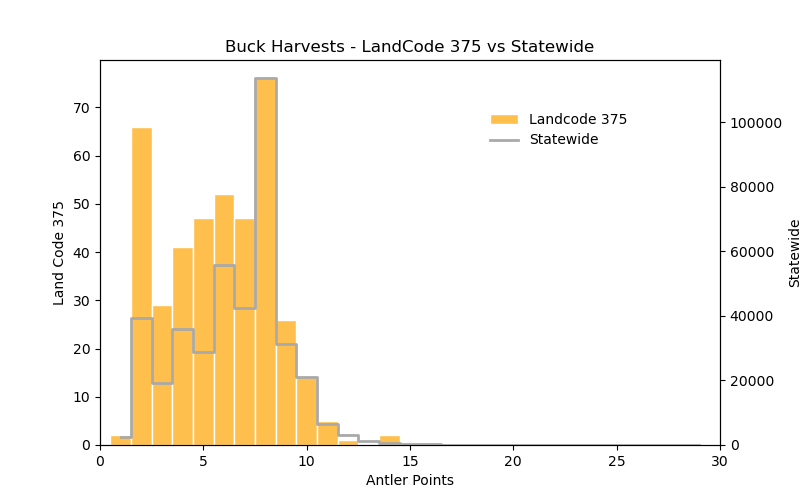 Buck Harvests - LandCode 375 vs Statewide
Landcode 375
Statewide
Land Code 375
70
60
50
40
30
20
10
0
100000
80000
60000
40000
20000
0
Statewide
0 5 10 15 20 25 30
Antler Points